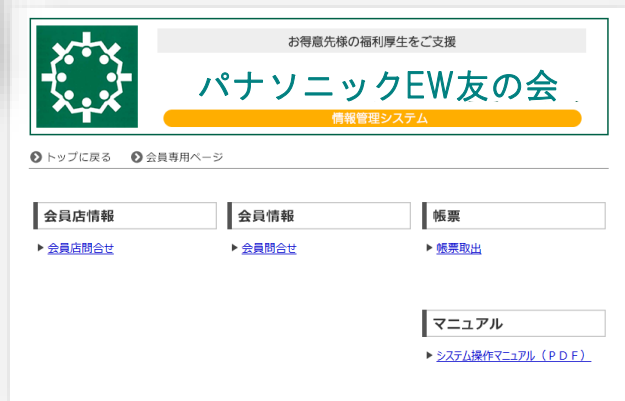 お得意先様の福利厚生をご支援
パナソニックEW友の会
情報管理システム
トップに戻る 会員専用ページ
会員店情報 会員情報 帳票
会員店問合せ 会員問合せ 帳票取出
マニュアル
システム操作マニュアル（ＰＤＦ）